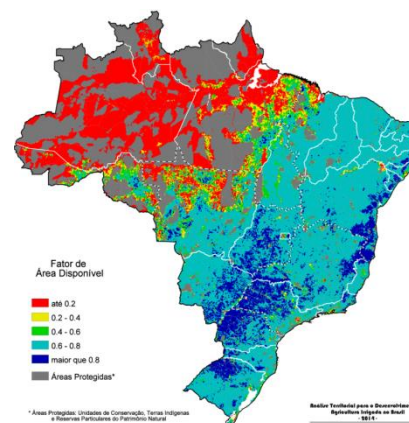 Fator de
Área Disponível
até 0.2
0.2 - 0.4
0.4 - 0.6
0.6 - 0.8
maior que 0.8
Áreas Protegidas*
* Áreas Protegidas: Unidades de Conservação, Terras Indígenas
e Reservas Particulares do Patrimônio Natural
Análise Territorial para o Desenvolvimento
Agricultura Irrigada no Brasil
- 2014 -